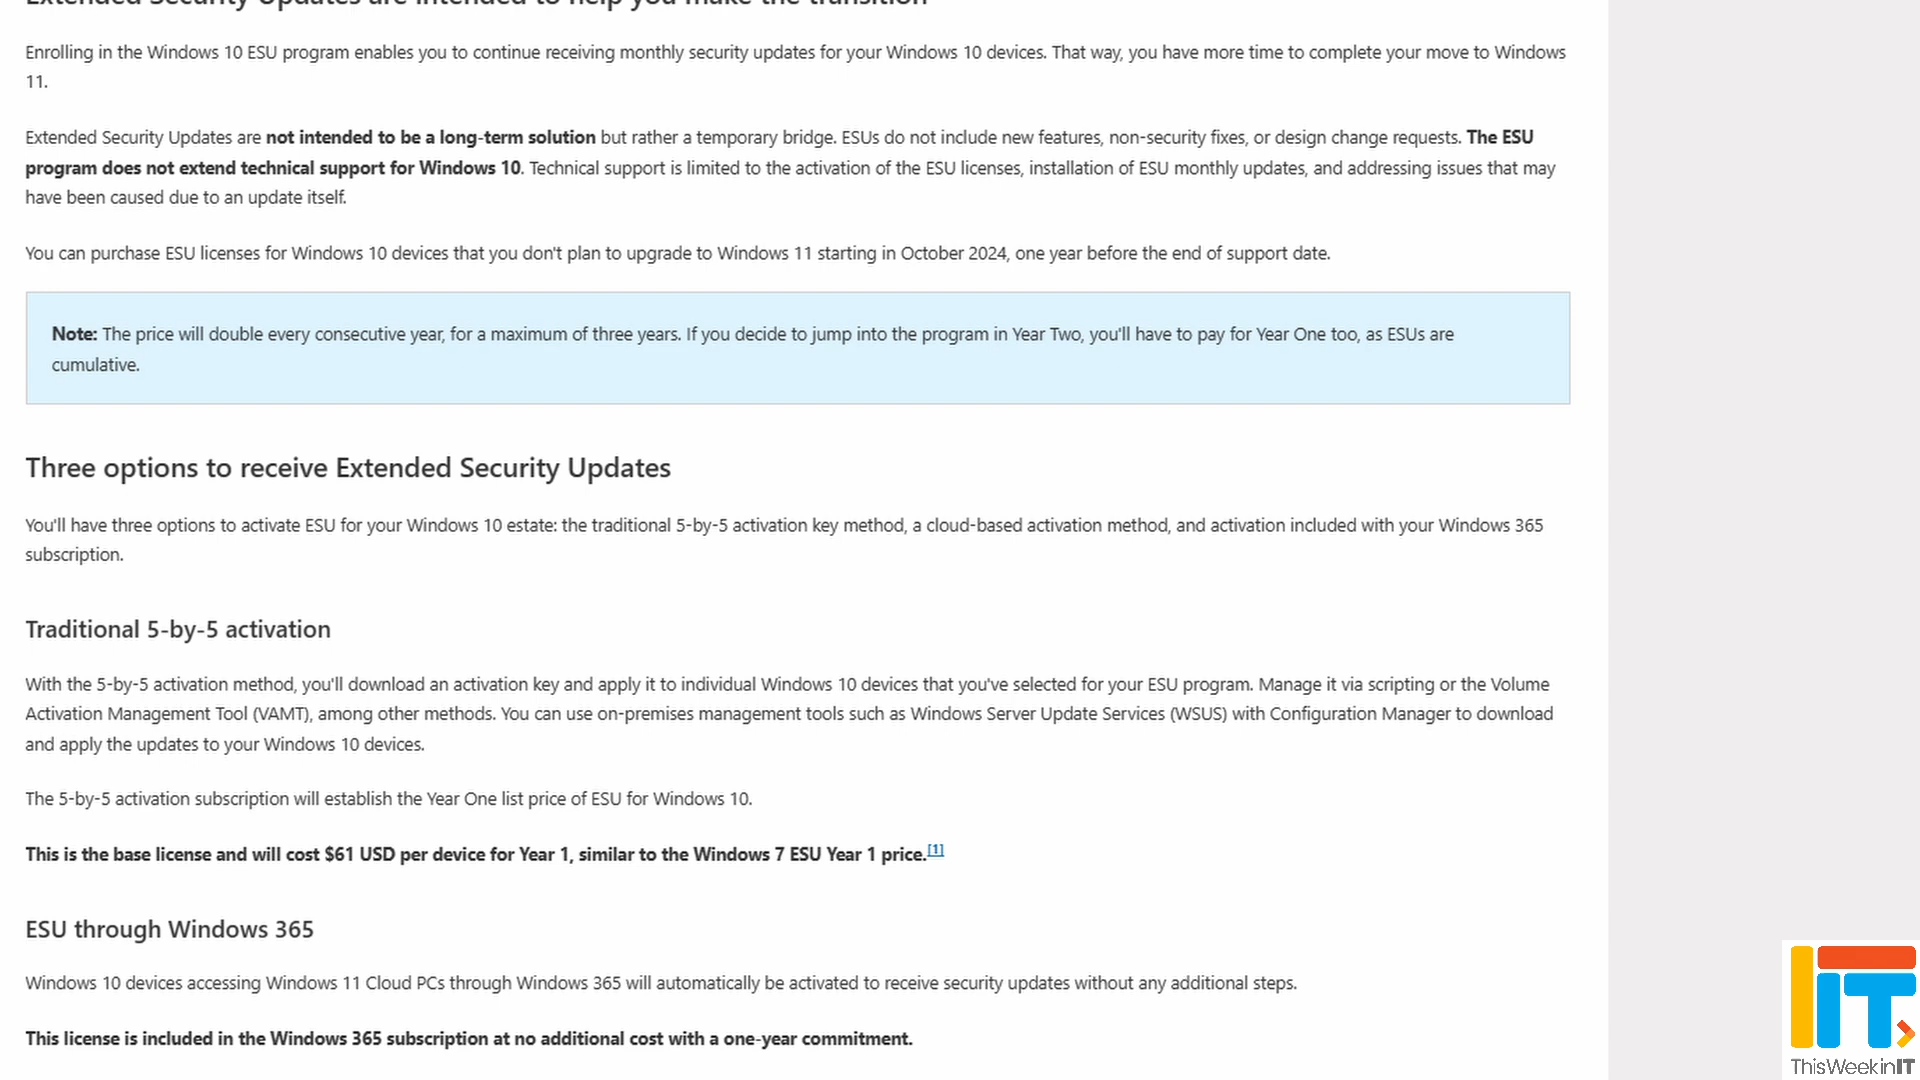 Extended Security Updates are intended to help you make the transition
Enrolling in the Windows 10 ESU program enables you to continue receiving monthly security updates for your Windows 10 devices. That way, you have more time to complete your move to Windows
11.
Extended Security Updates are not intended to be a long-term solution but rather a temporary bridge. ESUs do not include new features, non-security fixes, or design change requests. The ESU
program does not extend technical support for Windows 10. Technical support is limited to the activation of the ESU licenses, installation of ESU monthly updates, and addressing issues that may
have been caused due to an update itself.
You can purchase ESU licenses for Windows 10 devices that you don't plan to upgrade to Windows 11 starting in October 2024, one year before the end of support date.
Note: The price will double every consecutive year, for a maximum of three years. If you decide to jump into the program in Year Two, you'll have to pay for Year One too, as ESUs are
cumulative.
Three options to receive Extended Security Updates
You'll have three options to activate ESU for your Windows 10 estate: the traditional 5-by-5 activation key method, a cloud-based activation method, and activation included with your Windows 365
subscription.
Traditional 5-by-5 activation
With the 5-by-5 activation method, you'll download an activation key and apply it to individual Windows 10 devices that you've selected for your ESU program. Manage it via scripting or the Volume
Activation Management Tool (VAMT), among other methods. You can use on-premises management tools such as Windows Server Update Services (WSUS) with Configuration Manager to download
and apply the updates to your Windows 10 devices.
The 5-by-5 activation subscription will establish the Year One list price of ESU for Windows 10.
This is the base license and will cost $61 USD per device for Year 1, similar to the Windows 7 ESU Year 1 price.[1]
ESU through Windows 365
Windows 10 devices accessing Windows 11 Cloud PCs through Windows 365 will automatically be activated to receive security updates without any additional steps.
This license is included in the Windows 365 subscription at no additional cost with a one-year commitment.
IT
ThisWeekinIT